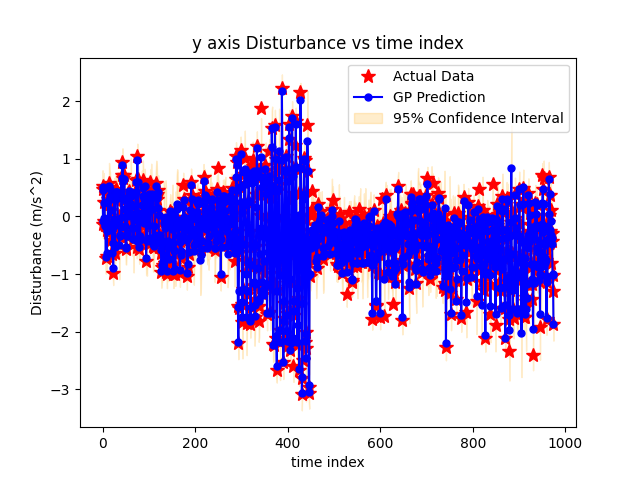 y axis Disturbance vs time index
Actual Data
GP Prediction
95% Confidence Interval
Disturbance (m/s^2)
2
1
0
−1
−2
−3
0 200 400 600 800 1000
time index